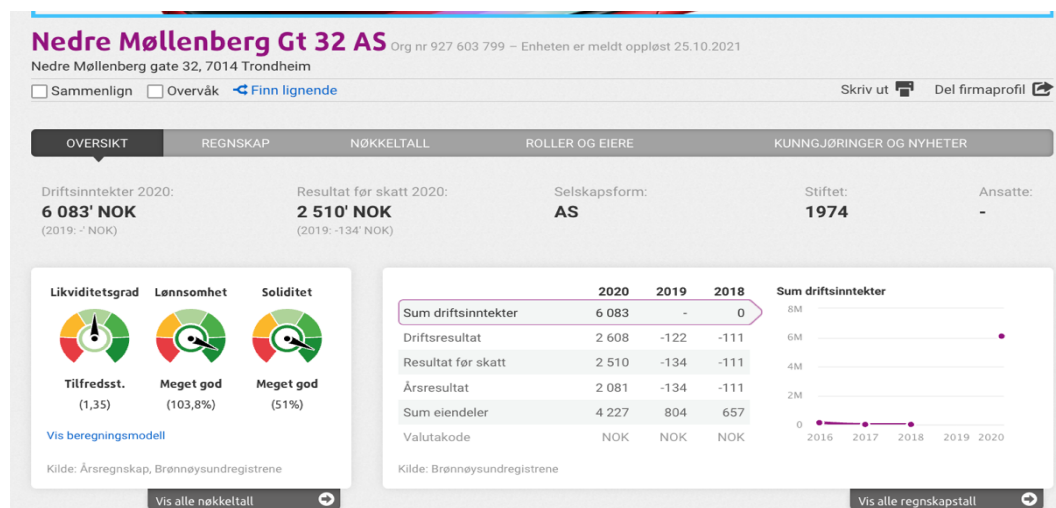 Nedre Møllenberg Gt 32 AS Org nr 927 603 799 – Enheten er meldt oppløst 25.10.2021
Nedre Møllenberg gate 32, 7014 Trondheim
Sammenlign Overvåk Finn lignende Skriv ut Del firmaprofil
OVERSIKT REGNSKAP NØKKELTALL ROLLER OG EIERE KUNNGJØRINGER OG NYHETER
Driftsinntekter 2020: Resultat før skatt 2020: Selskapsform: Stiftet: Ansatte:
6 083' NOK 2 510' NOK AS 1974 -
(2019: -' NOK) (2019: -134' NOK)
Likviditetsgrad Lønnsomhet Soliditet
Tilfredsst. Meget god Meget god
(1,35) (103,8%) (51%)
Vis beregningsmodell
Kilde: Årsregnskap, Brønnøysundregistrene
Vis alle nøkkeltall
2020 2019 2018
Sum driftsinntekter 6 083 - 0
Driftsresultat 2 608 -122 -111
Resultat før skatt 2 510 -134 -111
Årsresultat 2 081 -134 -111
Sum eiendeler 4 227 804 657
Valutakode NOK NOK NOK
Kilde: Brønnøysundregistrene
Sum driftsinntekter
8M
6M
4M
2M
0
2016 2017 2018 2019 2020
Vis alle regnskapstall